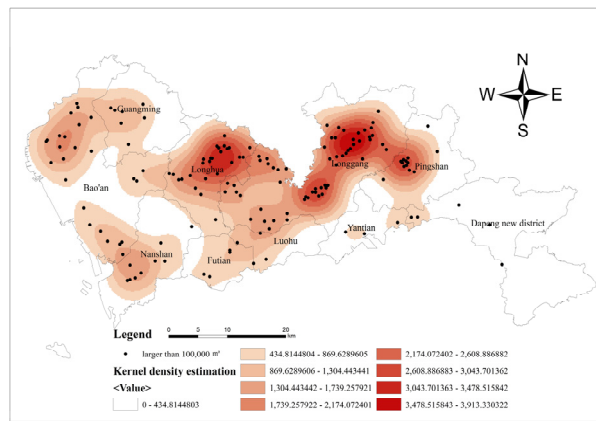 N
W E
S
Guangming
Longhua
Longgang
Pingshan
Bao'an
Dapang new district
Yantian
Luohu
Nanshan
Futian
Legend
0 5 10 20
km
larger than 100,000 m²
Kernel density estimation
<Value>
0 - 434.8144803
434.8144804 - 869.6289605
869.6289606 - 1,304.443441
1,304.443442 - 1,739.257921
1,739.257922 - 2,174.072401
2,174.072402 - 2,608.886882
2,608.886883 - 3,043.701362
3,043.701363 - 3,478.515842
3,478.515843 - 3,913.330322